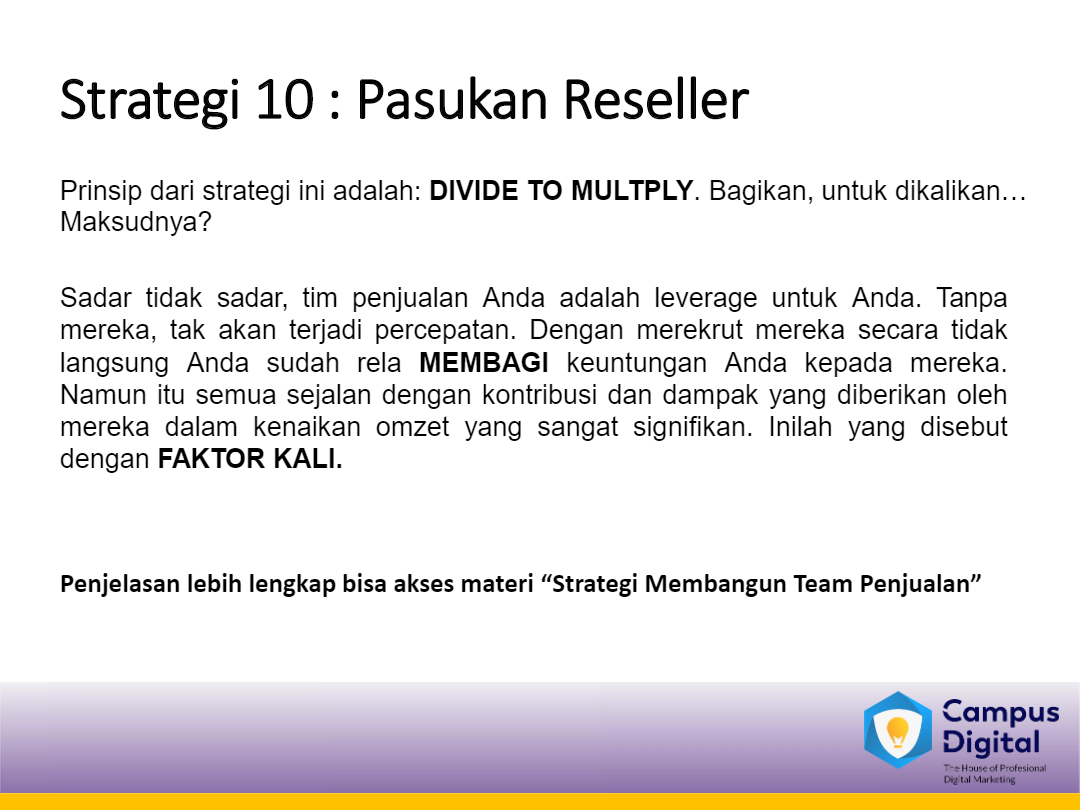 Strategi 10 : Pasukan Reseller
Prinsip dari strategi ini adalah: DIVIDE TO MULTPLY. Bagikan, untuk dikalikan…
Maksudnya?
Sadar tidak sadar, tim penjualan Anda adalah leverage untuk Anda. Tanpa
mereka, tak akan terjadi percepatan. Dengan merekrut mereka secara tidak
langsung Anda sudah rela MEMBAGI keuntungan Anda kepada mereka.
Namun itu semua sejalan dengan kontribusi dan dampak yang diberikan oleh
mereka dalam kenaikan omzet yang sangat signifikan. Inilah yang disebut
dengan FAKTOR KALI.
Penjelasan lebih lengkap bisa akses materi “Strategi Membangun Team Penjualan”
Campus
Digital
The House of Profesional
Digital Marketing